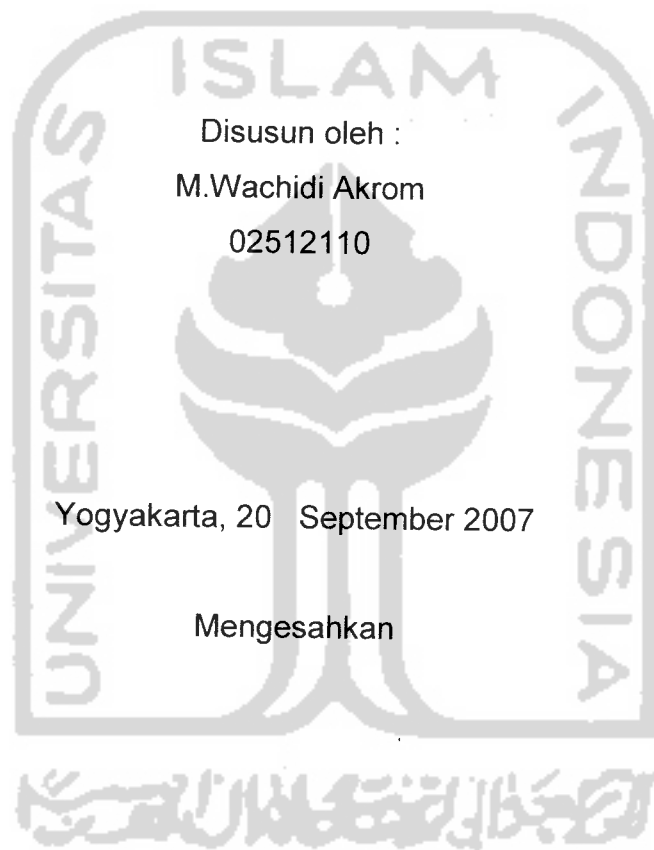 ISLAM
UNIVERSITAS
INDONESIA
Disusun oleh :
M.Wachidi Akrom
02512110
Yogyakarta, 20 September 2007
Mengesahkan